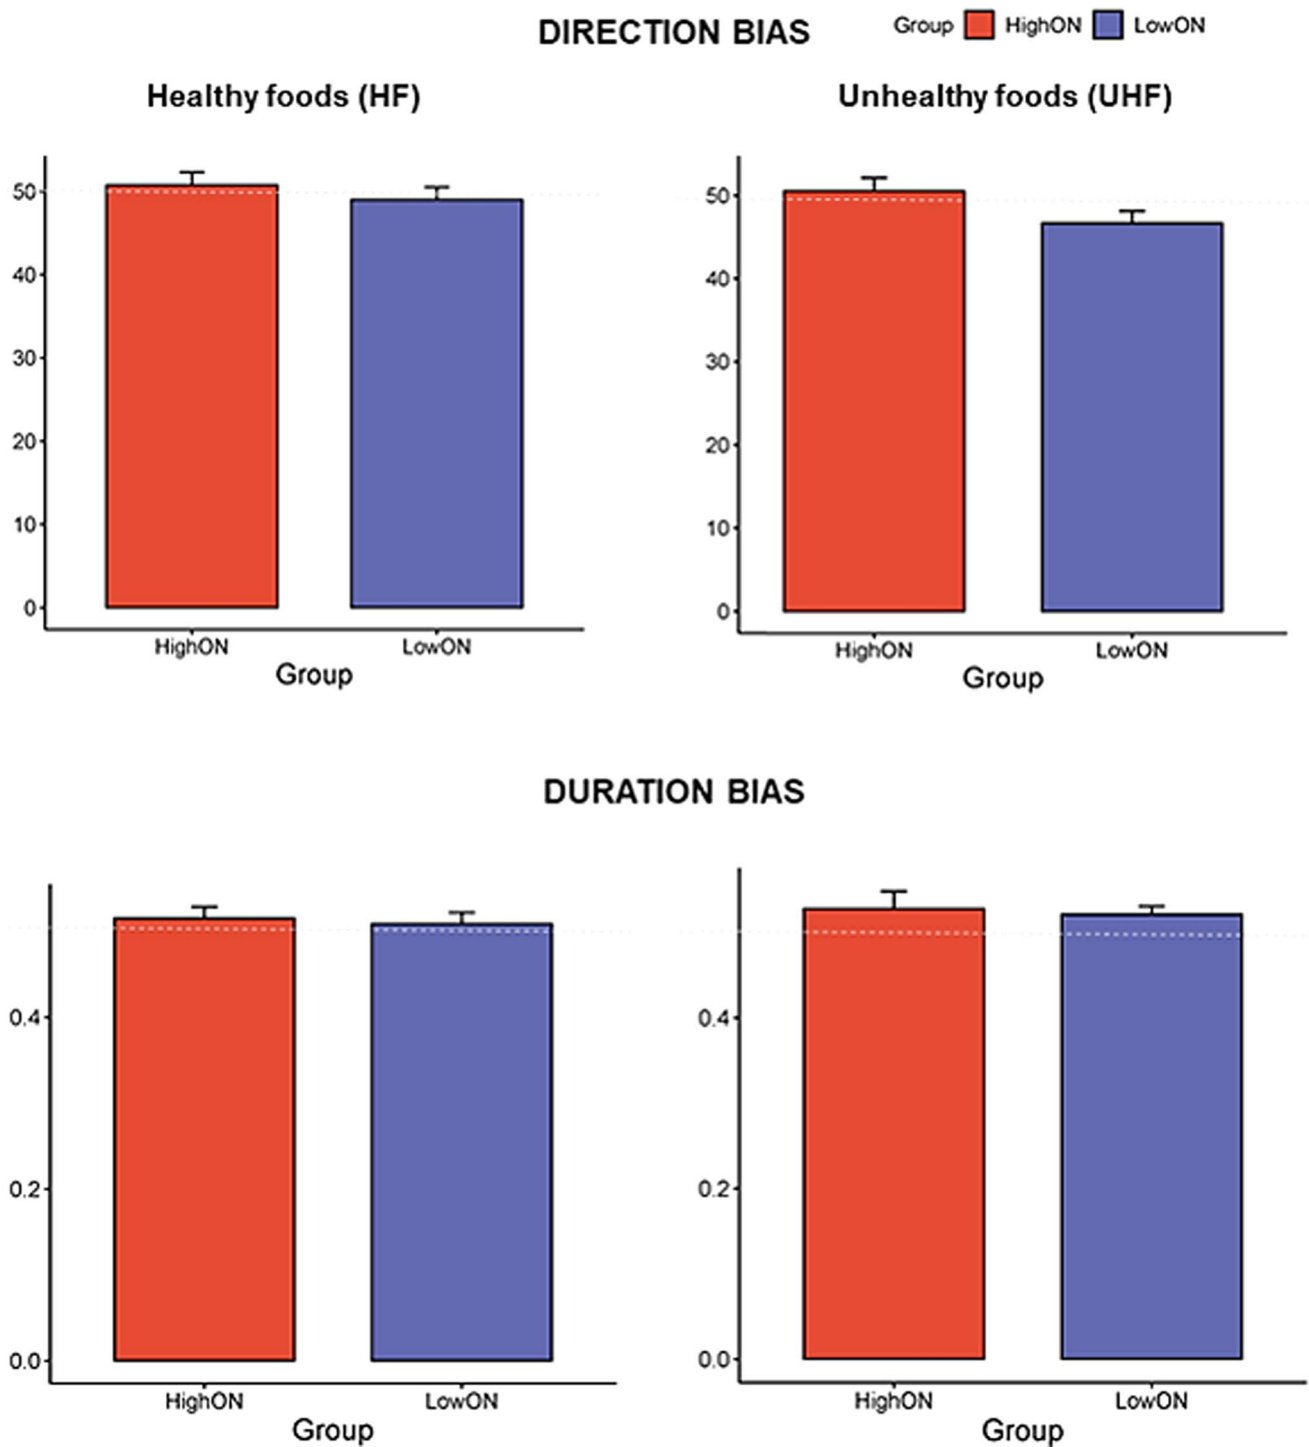 DIRECTION BIAS
Group HighON LowON
Healthy foods (HF)
Unhealthy foods (UHF)
50
40
30
20
10
0
HighON LowON
Group
50
40
30
20
10
0
HighON LowON
Group
DURATION BIAS
0.4
0.2
0.0
HighON LowON
Group
0.4
0.2
0.0
HighON LowON
Group